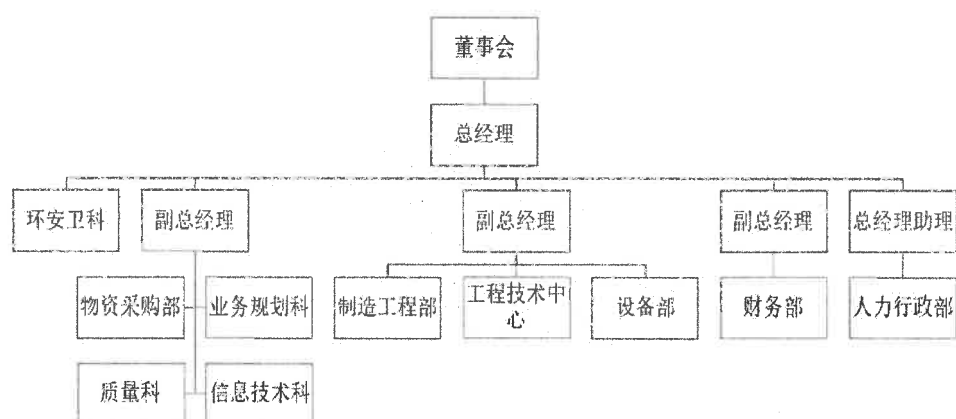 董事会
总经理
环安卫科
副总经理
副总经理
副总经理
总经理助理
物资采购部
业务规划科
制造工程部
工程技术中
心
设备部
财务部
人力行政部
质量科
信息技术科